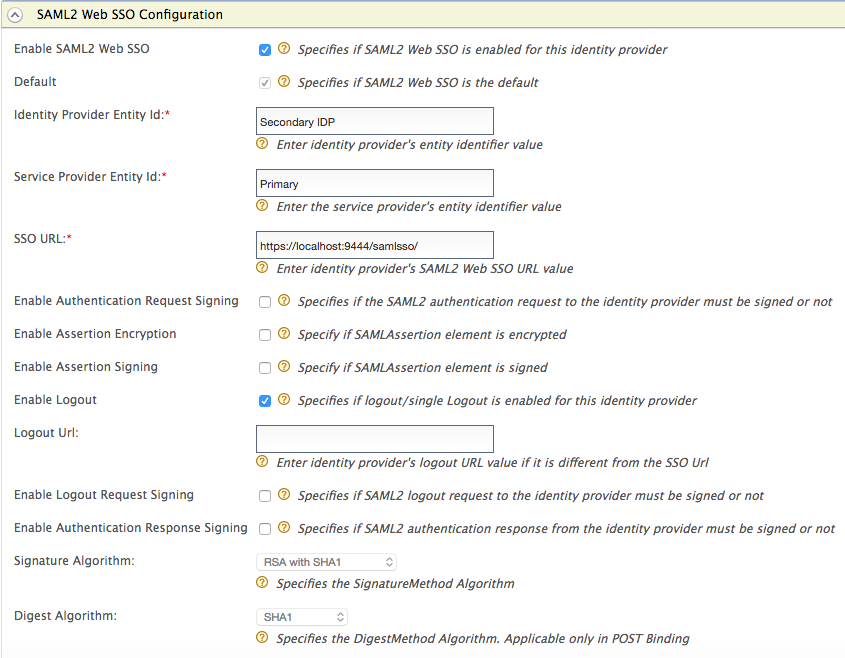 SAML2 Web SSO Configuration
Enable SAML2 Web SSO
Specifies if SAML2 Web SSO is enabled for this identity provider
Default
Specifies if SAML2 Web SSO is the default
Identity Provider Entity Id:*
Secondary IDP
Enter identity provider's entity identifier value
Service Provider Entity Id:*
Primary
Enter the service provider's entity identifier value
SSO URL:*
https://localhost:9444/samlsso/
Enter identity provider's SAML2 Web SSO URL value
Enable Authentication Request Signing
Specifies if the SAML2 authentication request to the identity provider must be signed or not
Enable Assertion Encryption
Specify if SAMLAssertion element is encrypted
Enable Assertion Signing
Specify if SAMLAssertion element is signed
Enable Logout
Specifies if logout/single Logout is enabled for this identity provider
Logout Url:
Enter identity provider's logout URL value if it is different from the SSO Url
Enable Logout Request Signing
Specifies if SAML2 logout request to the identity provider must be signed or not
Enable Authentication Response Signing
Specifies if SAML2 authentication response from the identity provider must be signed or not
Signature Algorithm:
RSA with SHA1
Specifies the SignatureMethod Algorithm
Digest Algorithm:
SHA1
Specifies the DigestMethod Algorithm. Applicable only in POST Binding